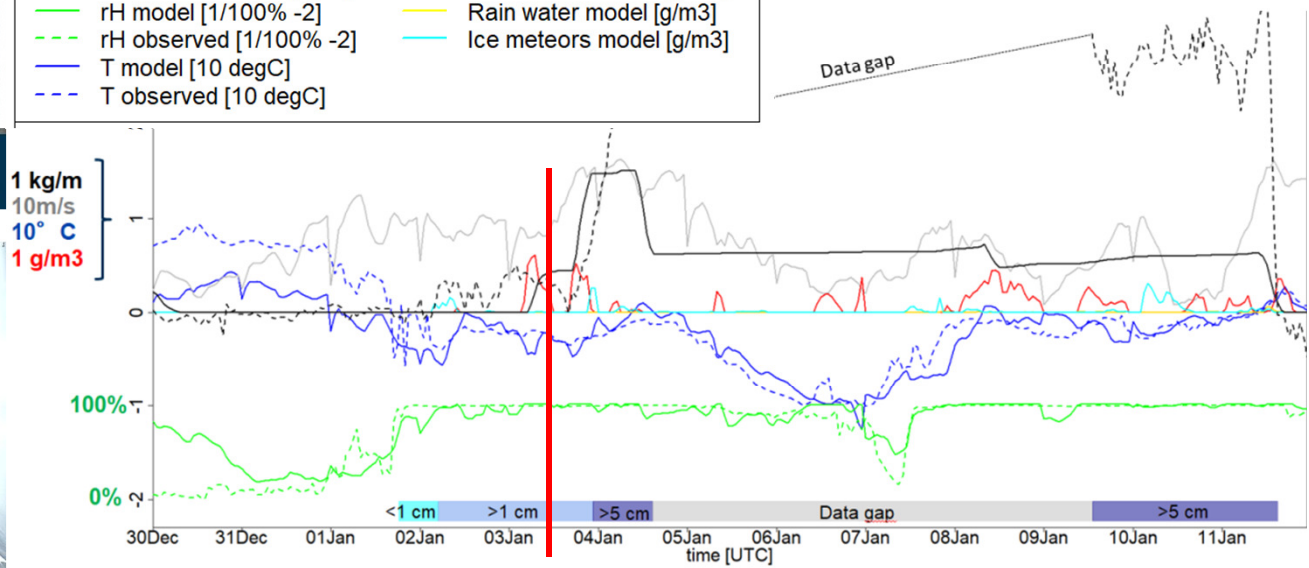 rH model [1/100% -2]
rH observed [1/100% -2]
T model [10 degC]
T observed [10 degC]
Rain water model [g/m3]
Ice meteors model [g/m3]
Data gap
1 kg/m
10m/s
10° C
1 g/m3
1
0
100%
-1
0%
-2
<1 cm
>1 cm
>5 cm
Data gap
>5 cm
30Dec 31Dec 01Jan 02Jan 03Jan 04Jan 05Jan 06Jan 07Jan 08Jan 09Jan 10Jan 11Jan
time [UTC]